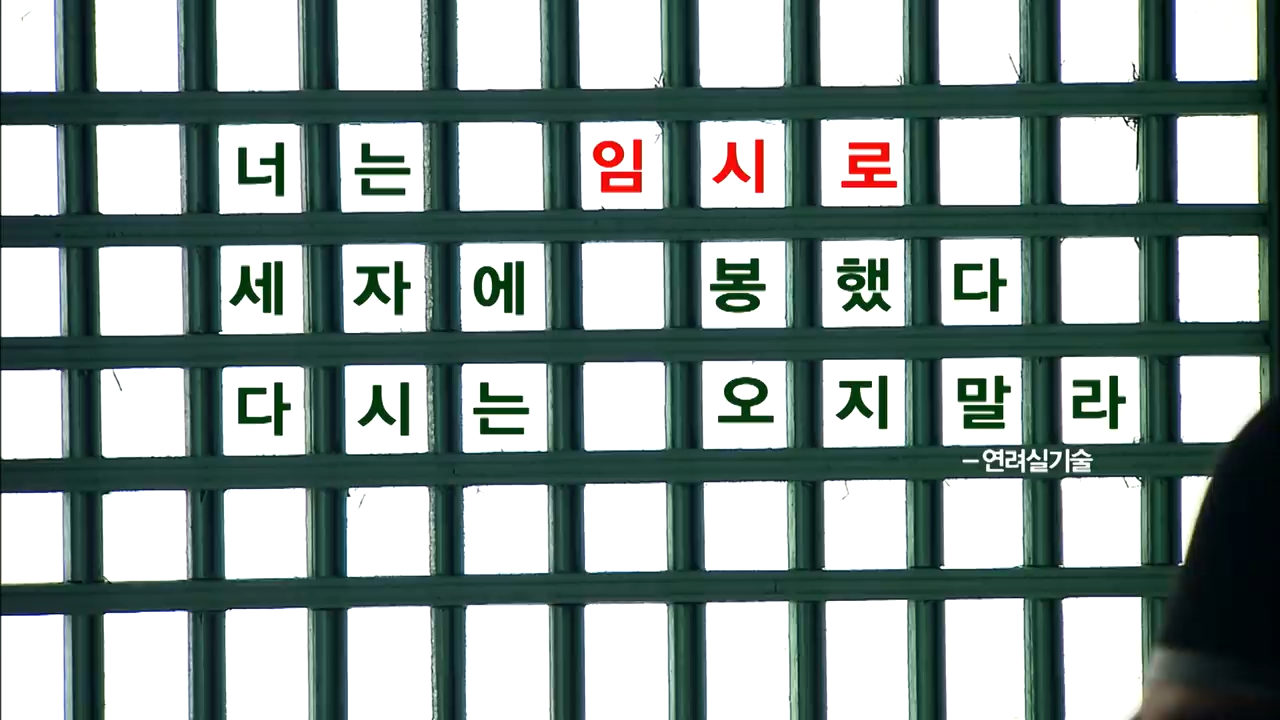 너는 임시로
세자에 봉했다
다시는 오지말라
– 연려실기술